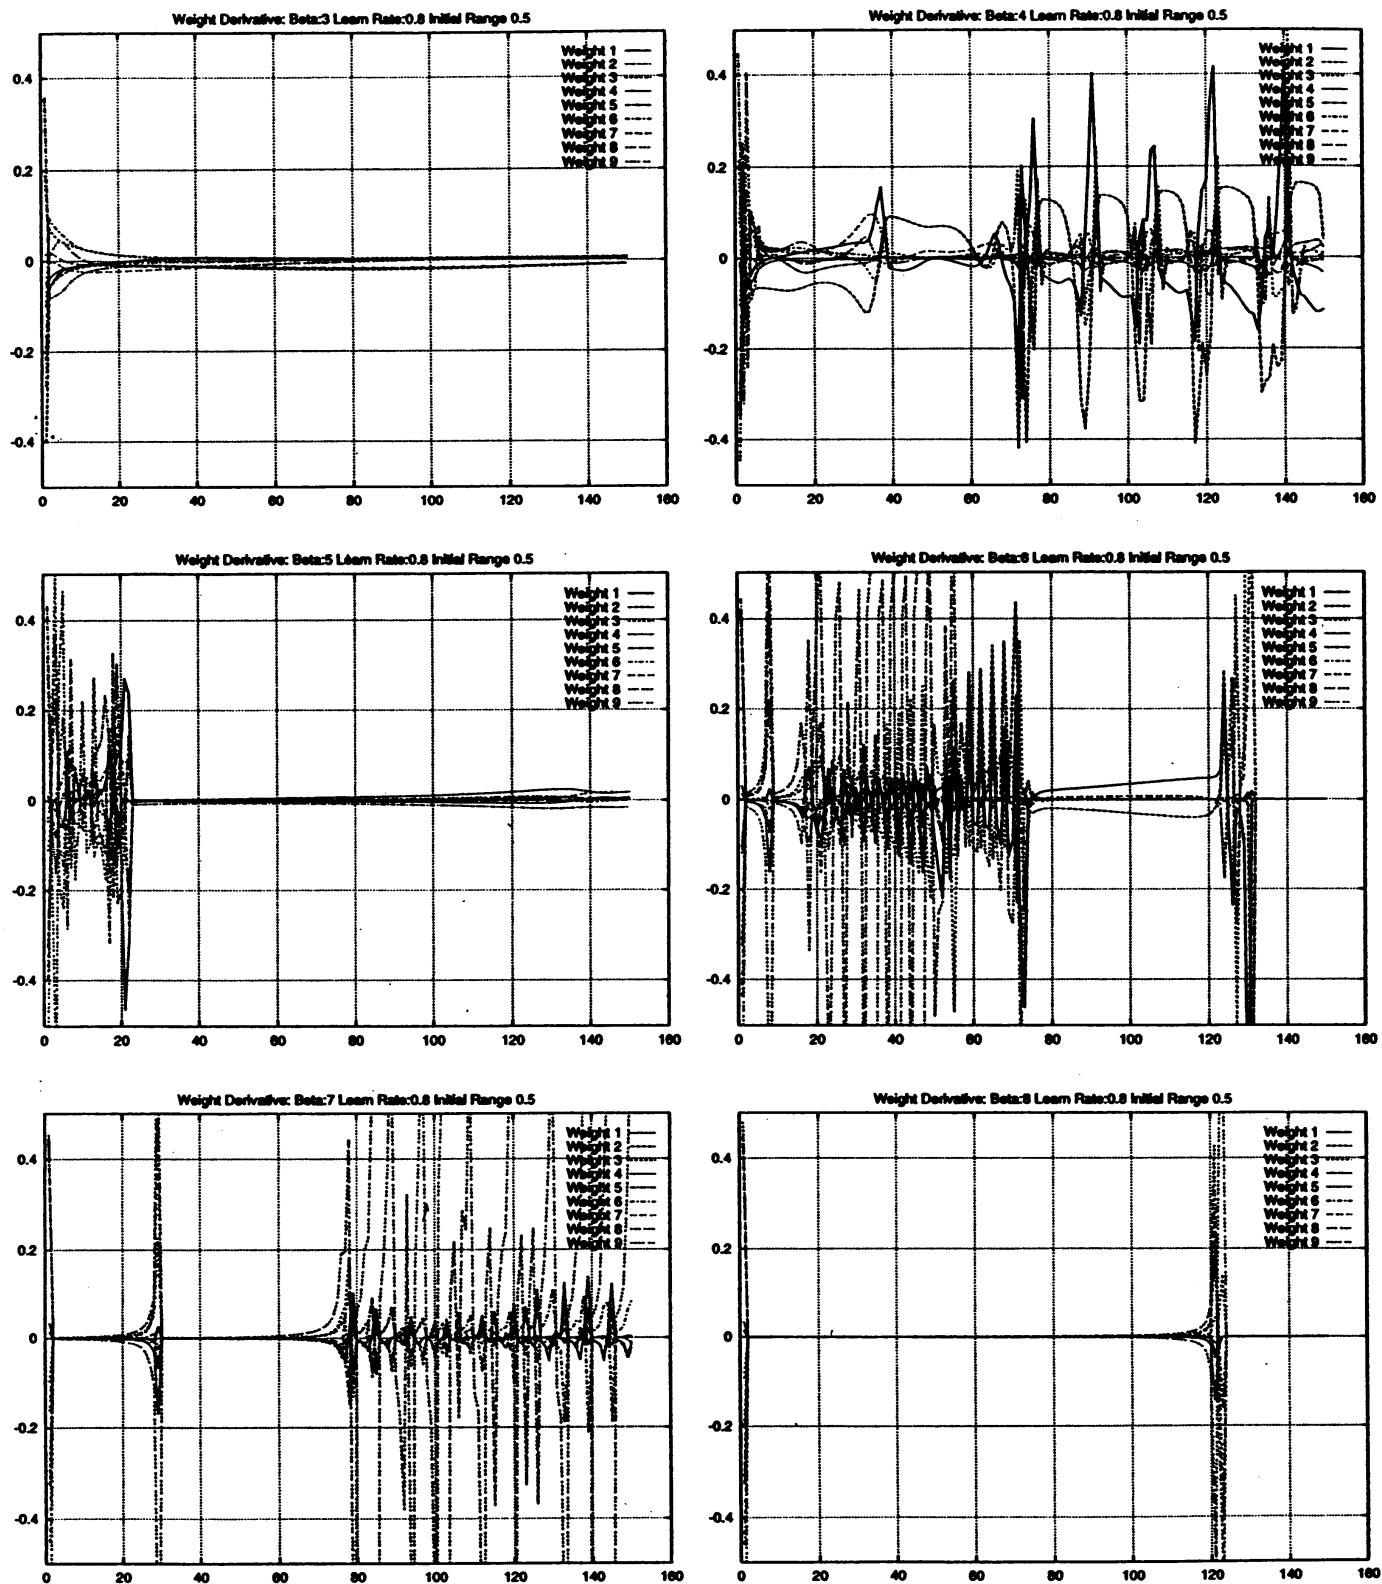 Weight Derivative: Beta:3 Learn Rate:0.8 Initial Range 0.5
Weight 1
Weight 2
Weight 3
Weight 4
Weight 5
Weight 6
Weight 7
Weight 8
Weight 9
0.4
0.2
0
-0.2
-0.4
0 20 40 60 80 100 120 140 160
Weight Derivative: Beta:4 Learn Rate:0.8 Initial Range 0.5
Weight 1
Weight 2
Weight 3
Weight 4
Weight 5
Weight 6
Weight 7
Weight 8
Weight 9
0.4
0.2
0
-0.2
-0.4
0 20 40 60 80 100 120 140 160
Weight Derivative: Beta:5 Learn Rate:0.8 Initial Range 0.5
Weight 1
Weight 2
Weight 3
Weight 4
Weight 5
Weight 6
Weight 7
Weight 8
Weight 9
0.4
0.2
0
-0.2
-0.4
0 20 40 60 80 100 120 140 160
Weight Derivative: Beta:6 Learn Rate:0.8 Initial Range 0.5
Weight 1
Weight 2
Weight 3
Weight 4
Weight 5
Weight 6
Weight 7
Weight 8
Weight 9
0.4
0.2
0
-0.2
-0.4
0 20 40 60 80 100 120 140 160
Weight Derivative: Beta:7 Learn Rate:0.8 Initial Range 0.5
Weight 1
Weight 2
Weight 3
Weight 4
Weight 5
Weight 6
Weight 7
Weight 8
Weight 9
0.4
0.2
0
-0.2
-0.4
0 20 40 60 80 100 120 140 160
Weight Derivative: Beta:8 Learn Rate:0.8 Initial Range 0.5
Weight 1
Weight 2
Weight 3
Weight 4
Weight 5
Weight 6
Weight 7
Weight 8
Weight 9
0.4
0.2
0
-0.2
-0.4
0 20 40 60 80 100 120 140 160